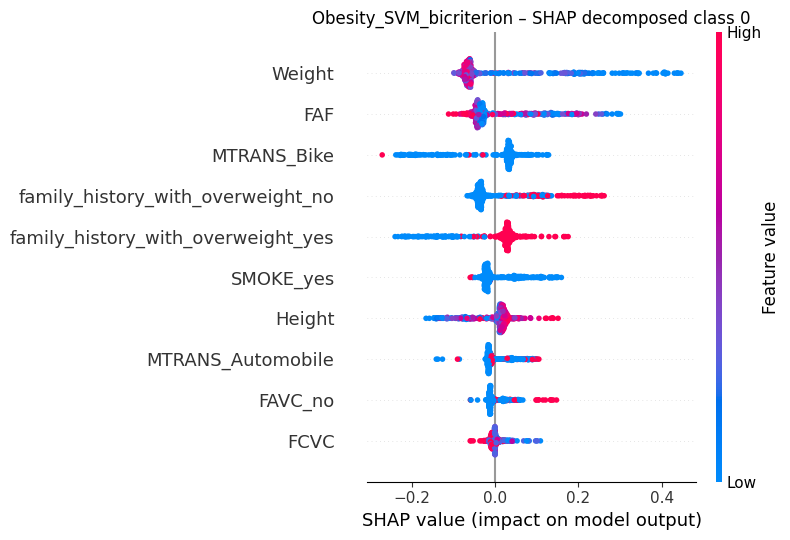 Obesity_SVM_bicriterion – SHAP decomposed class 0
High
Weight
FAF
MTRANS_Bike
family_history_with_overweight_no
family_history_with_overweight_yes
SMOKE_yes
Height
MTRANS_Automobile
FAVC_no
FCVC
Feature value
Low
−0.2 0.0 0.2 0.4
SHAP value (impact on model output)